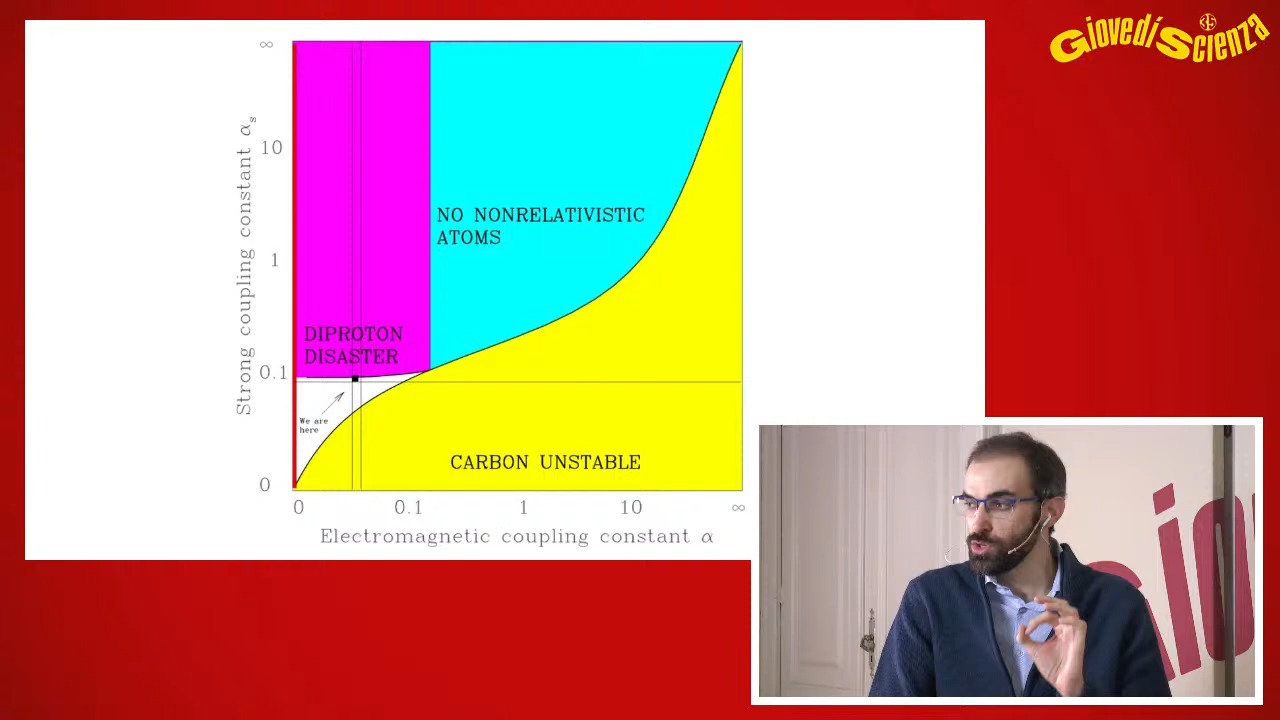 GiovedìScienza
35
∞
10
1
0.1
0
Strong coupling constant αs
NO NONRELATIVISTIC
ATOMS
DIPROTON
DISASTER
We are
here
CARBON UNSTABLE
0
0.1
1
10
∞
Electromagnetic coupling constant α